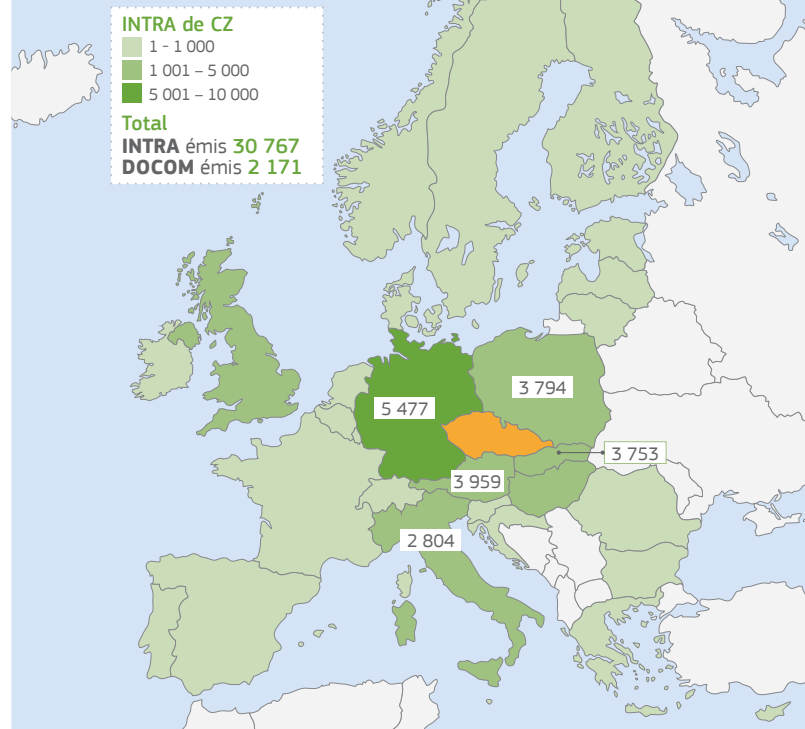 INTRA de CZ
1 - 1 000
1 001 – 5 000
5 001 – 10 000
Total
INTRA émis 30 767
DOCOM émis 2 171
3 794
5 477
3 753
3 959
2 804